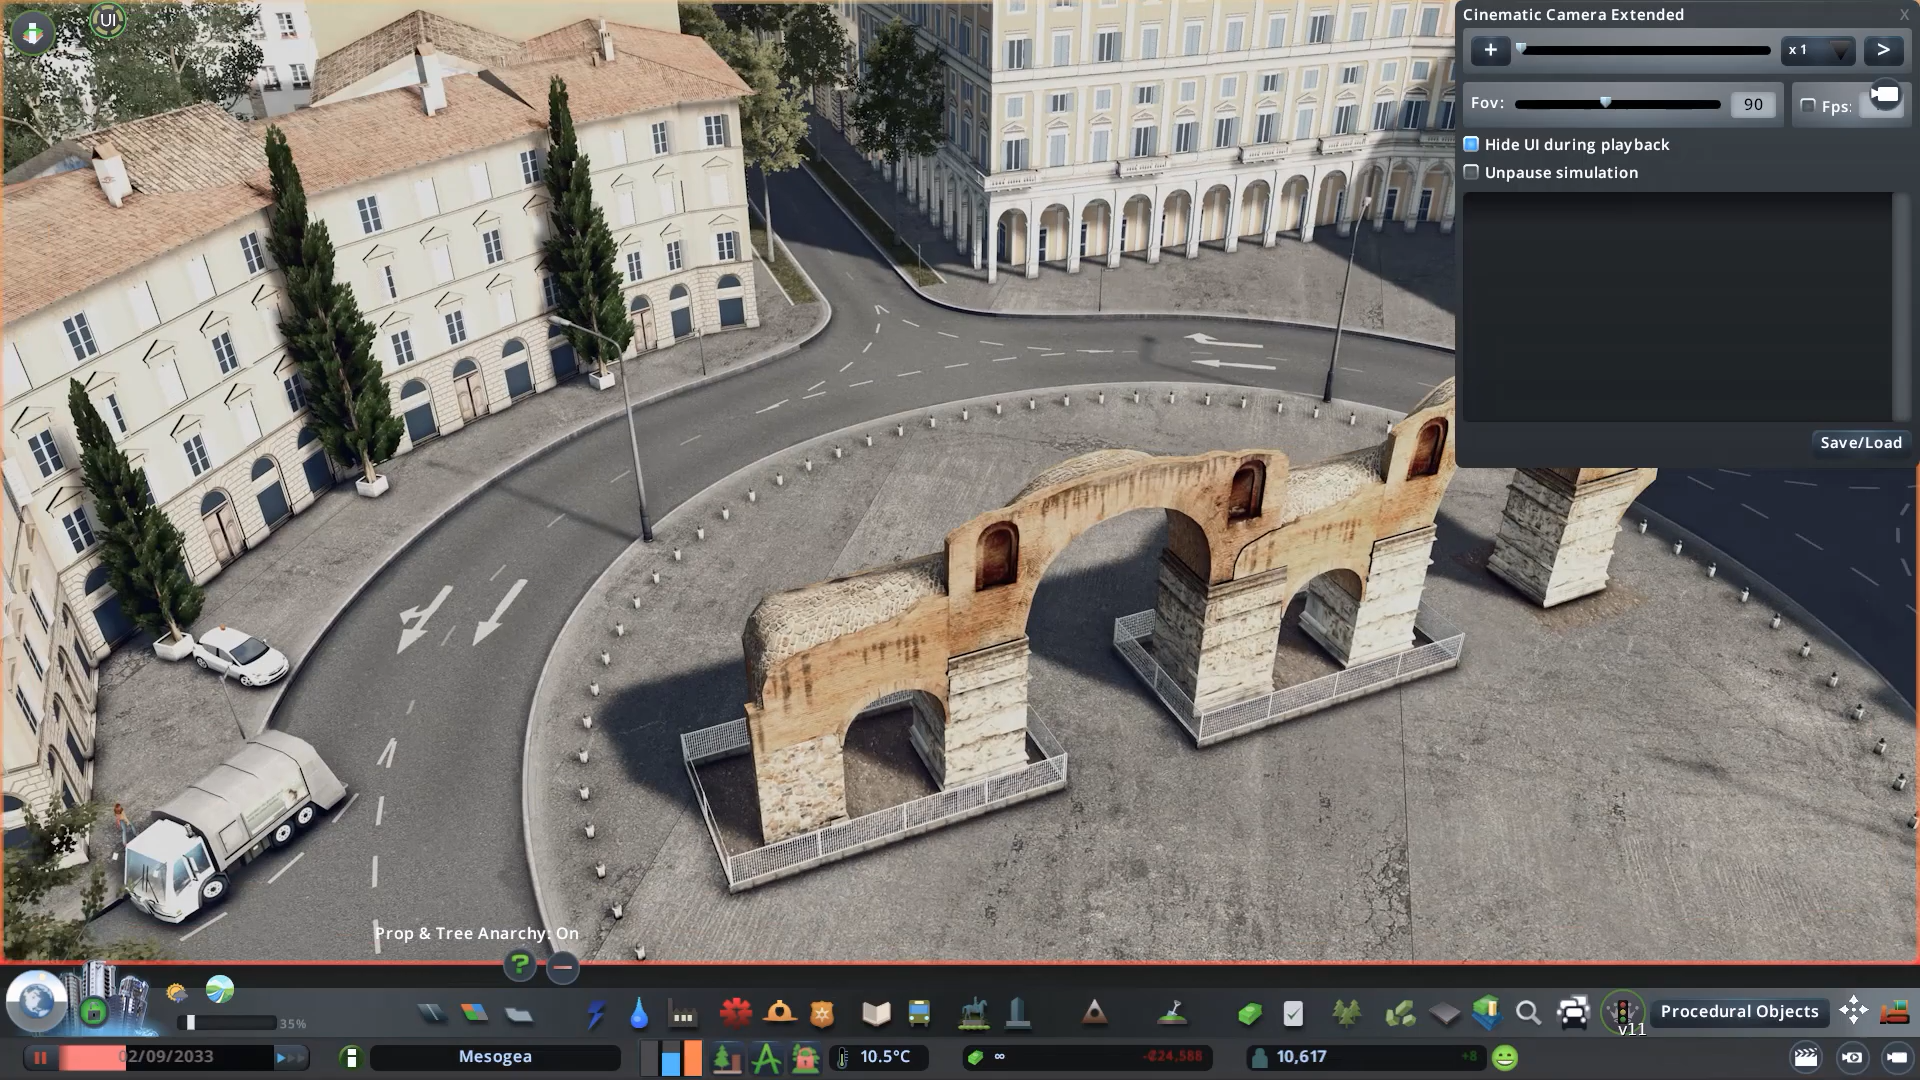 UI
Cinematic Camera Extended
X
+
x 1
>
Fov:
90
Fps:
Hide UI during playback
Unpause simulation
Save/Load
Prop & Tree Anarchy: On
?
35%
Procedural Objects
v11
02/09/2033
Mesogea
10.5°C
∞
-₡24,588
10,617
+8